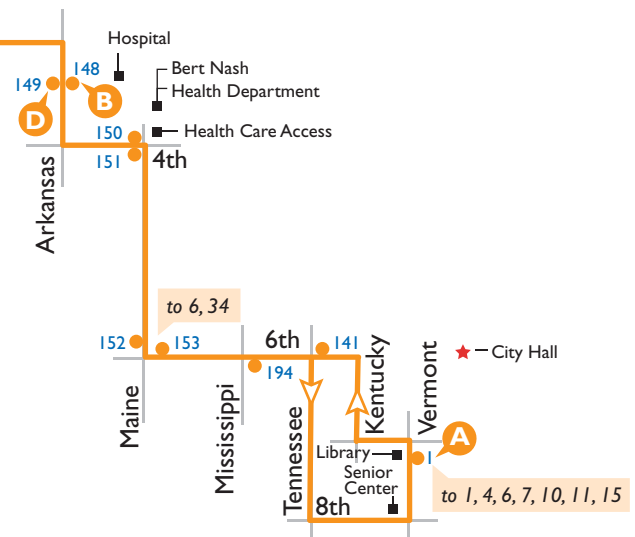 Hospital
148
Bert Nash
149
Health Department
B
D
150
Health Care Access
151
4th
Arkansas
to 6, 34
152
153
6th
141
City Hall
194
Maine
Mississippi
Tennessee
Kentucky
Vermont
A
Library
1
Senior
Center
to 1, 4, 6, 7, 10, 11, 15
8th